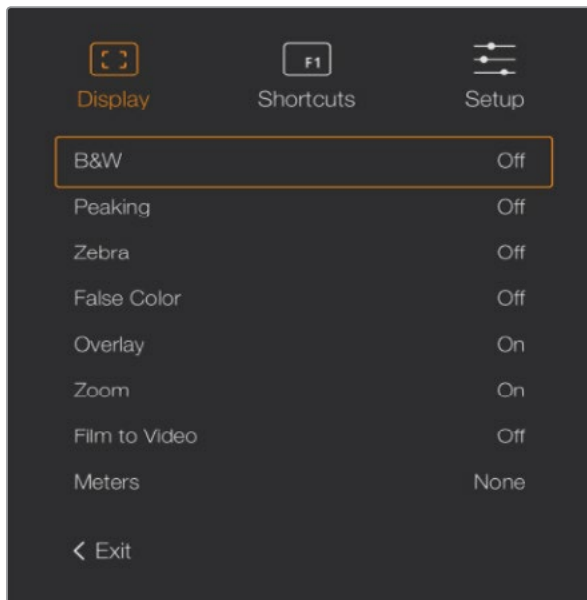 F1
Display Shortcuts Setup
B&W Off
Peaking Off
Zebra Off
False Color Off
Overlay On
Zoom On
Film to Video Off
Meters None
Exit